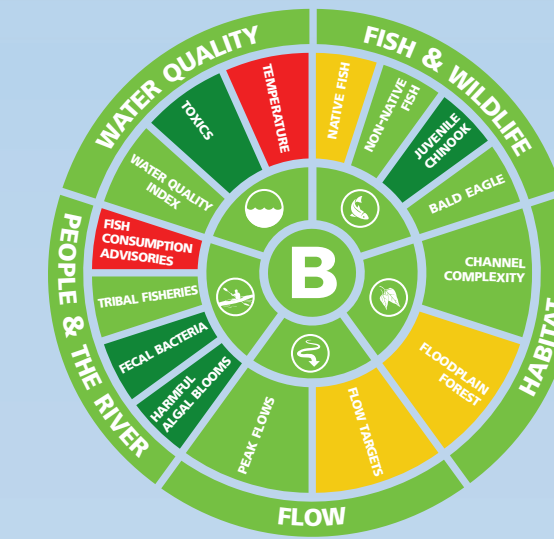 WATER QUALITY
FISH & WILDLIFE
HABITAT
FLOW
PEOPLE & THE RIVER
TEMPERATURE
TOXICS
WATER QUALITY
INDEX
NATIVE FISH
NON-NATIVE
FISH
JUVENILE
CHINOOK
BALD EAGLE
CHANNEL
COMPLEXITY
FLOODPLAIN
FOREST
FLOW TARGETS
PEAK FLOWS
HARMFUL
ALGAL BLOOMS
FECAL BACTERIA
TRIBAL FISHERIES
FISH
CONSUMPTION
ADVISORIES
B